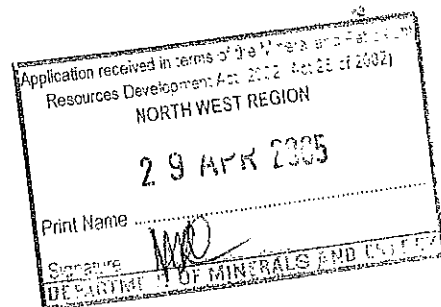 Application received in terms of the Mineral and Petroleum
Resources Development Act, 2002 (Act 28 of 2002)
NORTH WEST REGION
29 APR 2005
Print Name ..............................
Signature
DEPARTMENT OF MINERALS AND ENERGY